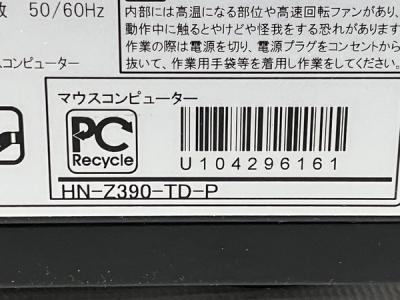 数 50/60Hz
スコンピューター
内部には高温になる部位や高速回転ファンがあり、
動作中に触るとやけどや怪我をする恐れがあります
作業の際は電源を切り、電源プラグをコンセントから
抜いて、作業用手袋等を着用し作業をしてください。
マウスコンピューター
PC
Recycle
U104296161
HN-Z390-TD-P